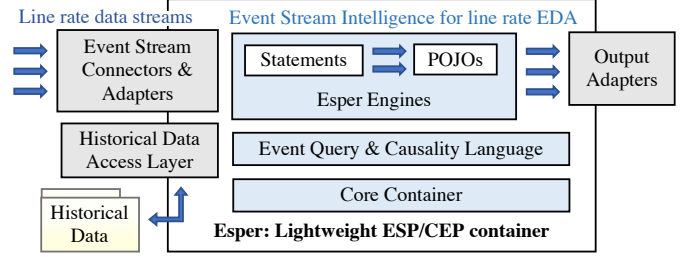 Line rate data streams
Event Stream Intelligence for line rate EDA
Event Stream
Connectors &
Adapters
Statements
POJOs
Esper Engines
Output
Adapters
Historical Data
Access Layer
Event Query & Causality Language
Core Container
Historical
Data
Esper: Lightweight ESP/CEP container